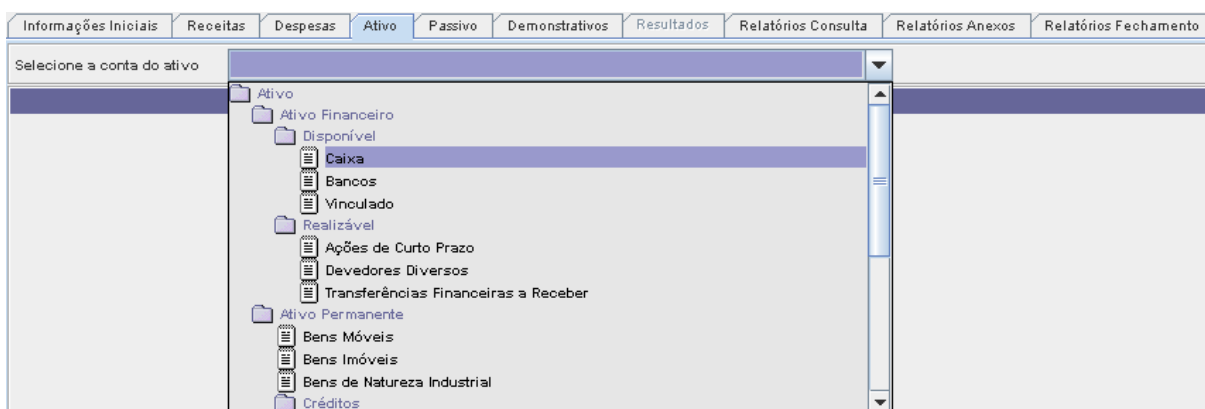 Informações Iniciais Receitas Despesas Ativo Passivo Demonstrativos Resultados Relatórios Consulta Relatórios Anexos Relatórios Fechamento
Selecione a conta do ativo
Ativo
Ativo Financeiro
Disponível
Caixa
Bancos
Vinculado
Realizável
Ações de Curto Prazo
Devedores Diversos
Transferências Financeiras a Receber
Ativo Permanente
Bens Móveis
Bens Imóveis
Bens de Natureza Industrial
Créditos